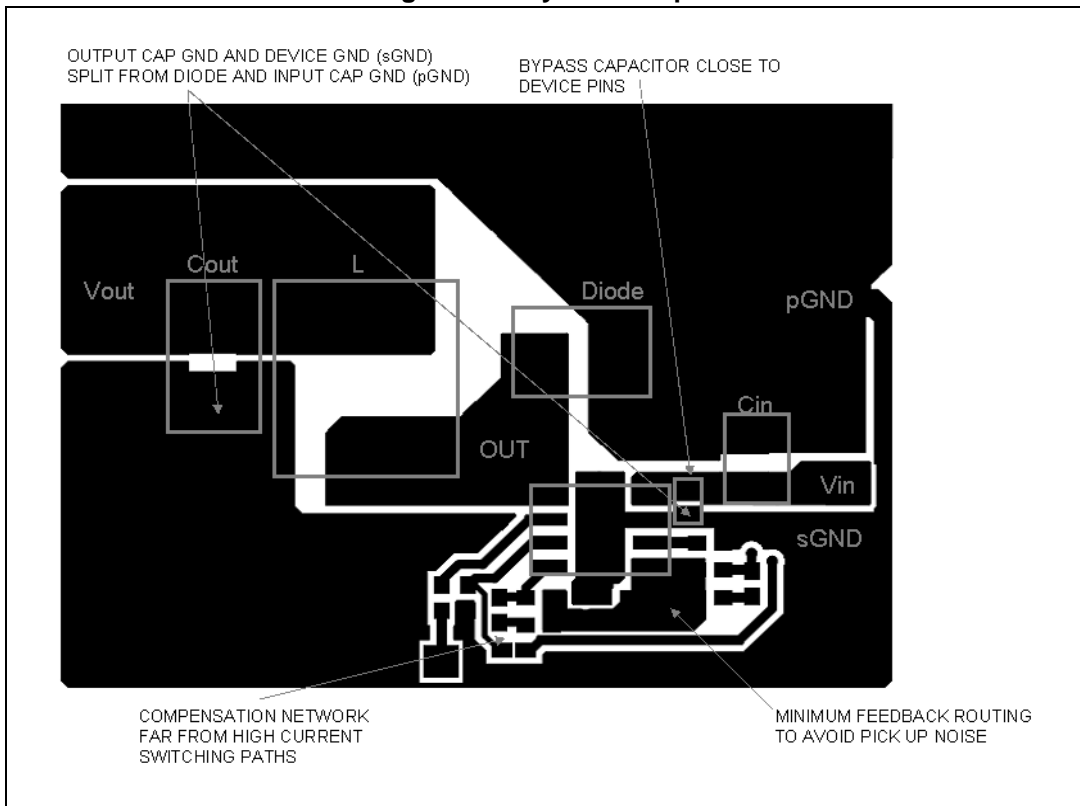 OUTPUT CAP GND AND DEVICE GND (sGND)
SPLIT FROM DIODE AND INPUT CAP GND (pGND)
BYPASS CAPACITOR CLOSE TO
DEVICE PINS
Cout
L
Vout
Diode
pGND
Cin
OUT
Vin
sGND
COMPENSATION NETWORK
FAR FROM HIGH CURRENT
SWITCHING PATHS
MINIMUM FEEDBACK ROUTING
TO AVOID PICK UP NOISE